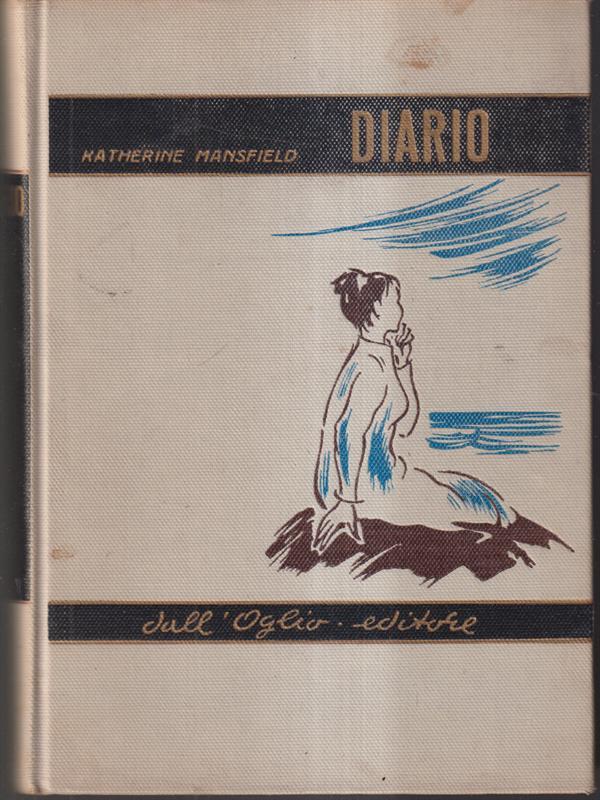 KATHERINE MANSFIELD DIARIO
dall'Oglio · editore